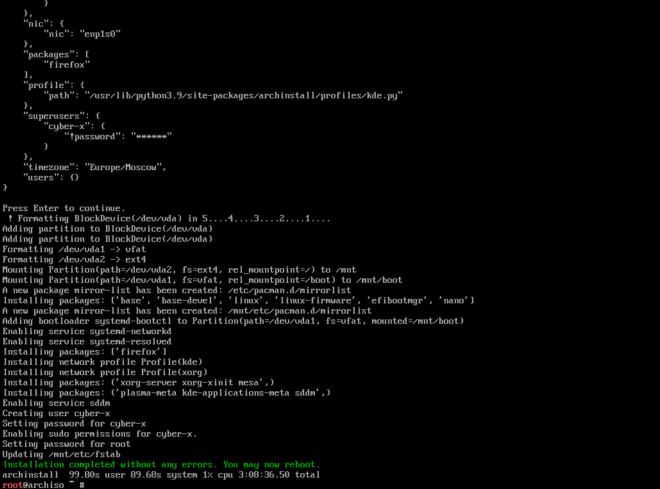 }
    },
    "nic": {
        "nic": "enp1s0"
    },
    "packages": [
        "firefox"
    ],
    "profile": {
        "path": "/usr/lib/python3.9/site-packages/archinstall/profiles/kde.py"
    },
    "superusers": {
        "cyber-x": {
            "!password": "******"
        }
    },
    "timezone": "Europe/Moscow",
    "users": {}
}
Press Enter to continue.
 ! Formatting BlockDevice(/dev/vda) in 5....4....3....2....1....
Adding partition to BlockDevice(/dev/vda)
Adding partition to BlockDevice(/dev/vda)
Formatting /dev/vda1 -> vfat
Formatting /dev/vda2 -> ext4
Mounting Partition(path=/dev/vda2, fs=ext4, rel_mountpoint=/) to /mnt
Mounting Partition(path=/dev/vda1, fs=vfat, rel_mountpoint=/boot) to /mnt/boot
A new package mirror-list has been created: /etc/pacman.d/mirrorlist
Installing packages: ['base', 'base-devel', 'linux', 'linux-firmware', 'efibootmgr', 'nano']
A new package mirror-list has been created: /mnt/etc/pacman.d/mirrorlist
Adding bootloader systemd-bootctl to Partition(path=/dev/vda1, fs=vfat, mounted=/mnt/boot)
Enabling service systemd-networkd
Enabling service systemd-resolved
Installing packages: ['firefox']
Installing network profile Profile(kde)
Installing network profile Profile(xorg)
Installing packages: ('xorg-server xorg-xinit mesa',)
Installing packages: ('plasma-meta kde-applications-meta sddm',)
Enabling service sddm
Creating user cyber-x
Setting password for cyber-x
Enabling sudo permissions for cyber-x.
Setting password for root
Updating /mnt/etc/fstab
Installation completed without any errors. You may now reboot.
archinstall  99.80s user 89.68s system 1% cpu 3:08:36.50 total
root@archiso ~ #